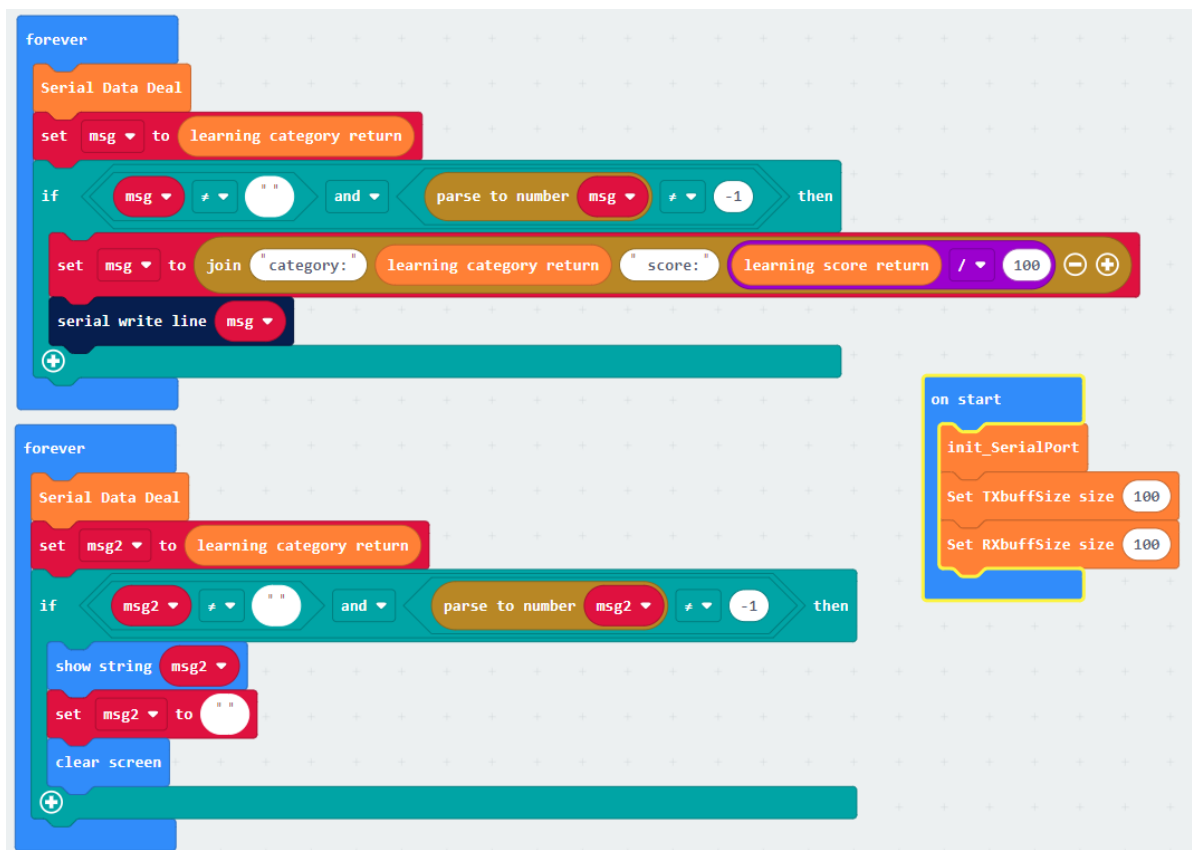 forever
Serial Data Deal
set msg to learning category return
if msg ≠ " " and parse to number msg ≠ -1 then
set msg to join "category:" learning category return " score:" learning score return / 100
serial write line msg
on start
init_SerialPort
Set TXbuffSize size 100
Set RXbuffSize size 100
forever
Serial Data Deal
set msg2 to learning category return
if msg2 ≠ " " and parse to number msg2 ≠ -1 then
show string msg2
set msg2 to " "
clear screen